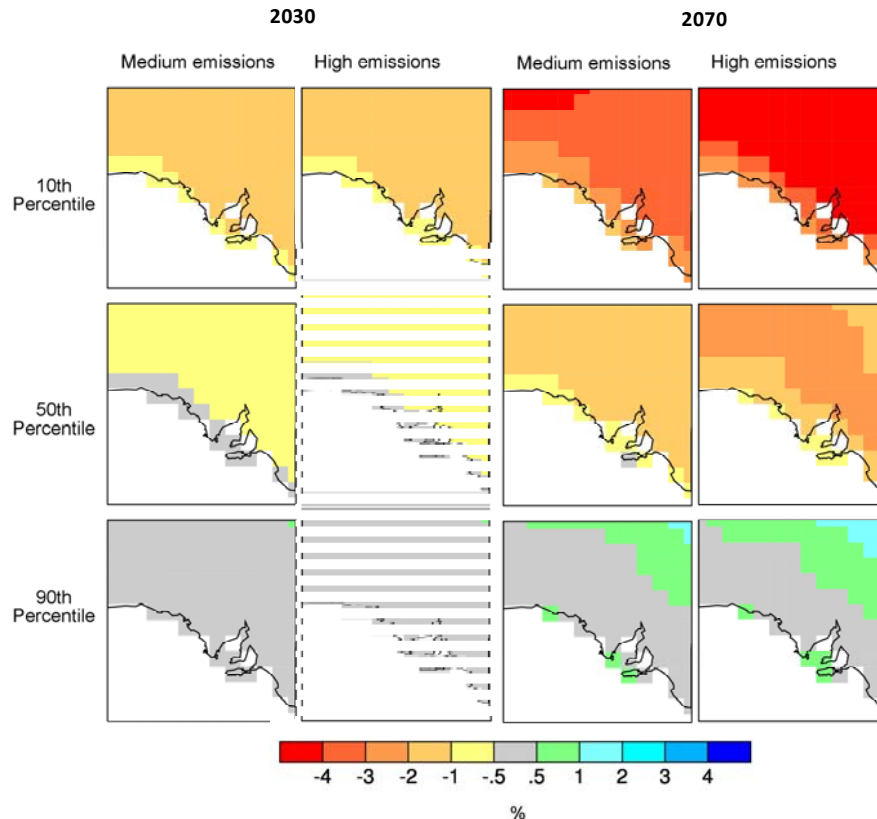 2030 2070
Medium emissions High emissions Medium emissions High emissions
10th
Percentile
50th
Percentile
90th
Percentile
-4 -3 -2 -1 -.5 .5 1 2 3 4
%